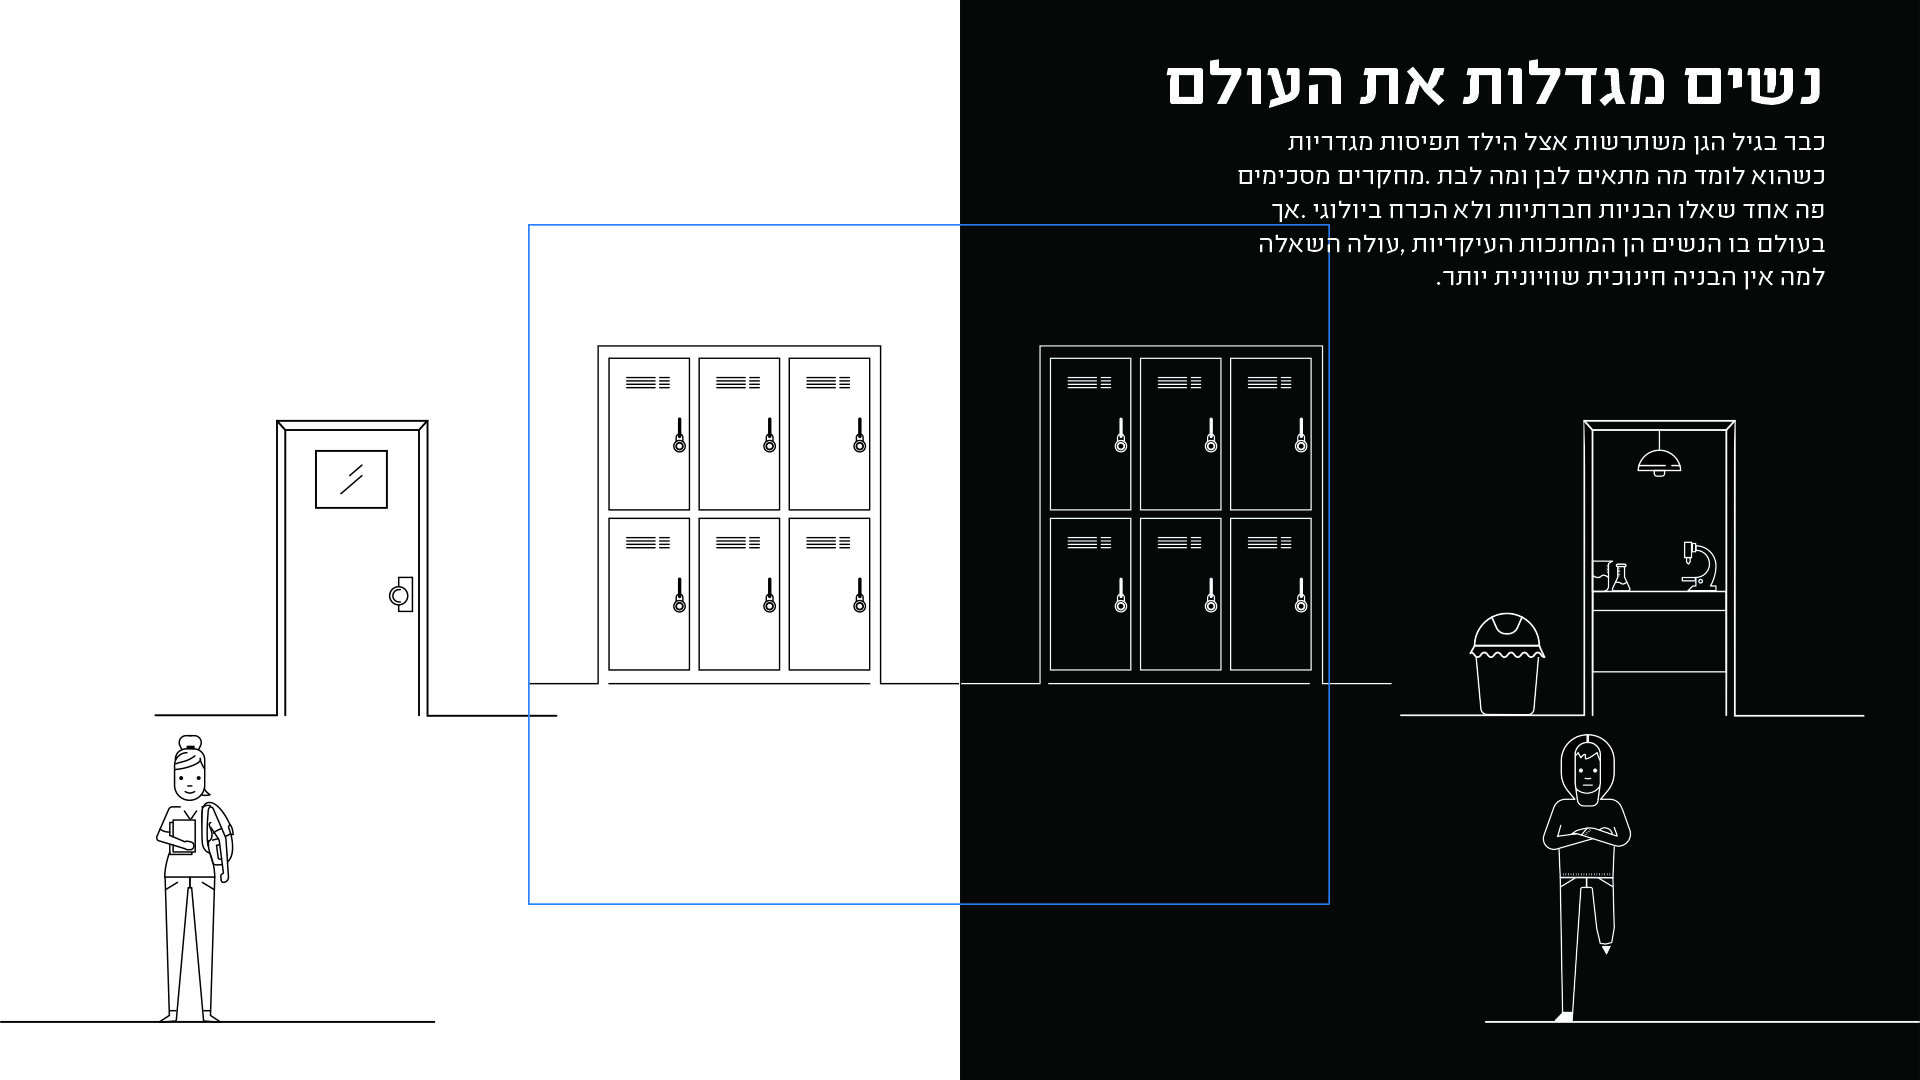 נשים מגדלות את העולם
כבר בגיל הגן משתרשות אצל הילד תפיסות מגדריות
כשהוא לומד מה מתאים לבן ומה לבת .מחקרים מסכימים
פה אחד שאלו הבניות חברתיות ולא הכרח ביולוגי .אך
בעולם בו הנשים הן המחנכות העיקריות ,עולה השאלה
למה אין הבניה חינוכית שוויונית יותר.